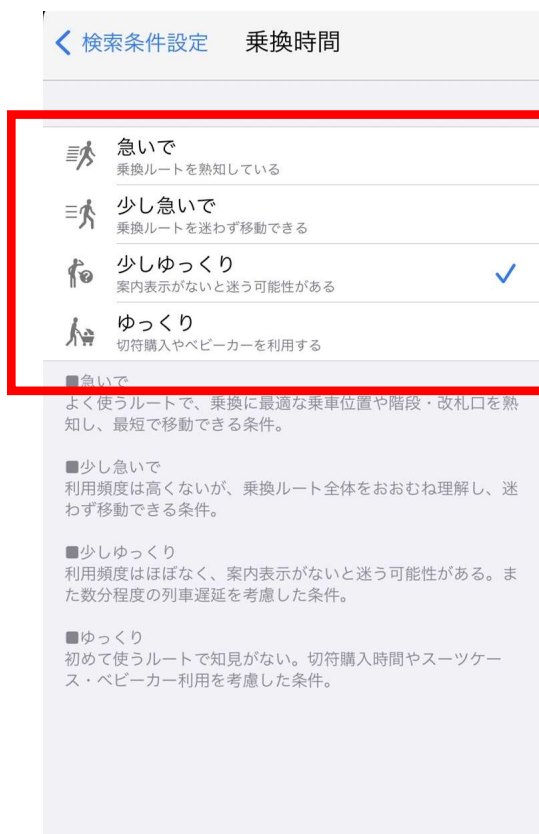 検索条件設定 乗換時間
急いで
乗換ルートを熟知している
少し急いで
乗換ルートを迷わず移動できる
少しゆっくり
案内表示がないと迷う可能性がある
ゆっくり
切符購入やベビーカーを利用する
■急いで
よく使うルートで、乗換に最適な乗車位置や階段・改札口を熟
知し、最短で移動できる条件。
■少し急いで
利用頻度は高くないが、乗換ルート全体をおおむね理解し、迷
わず移動できる条件。
■少しゆっくり
利用頻度はほぼなく、案内表示がないと迷う可能性がある。ま
た数分程度の列車遅延を考慮した条件。
■ゆっくり
初めて使うルートで知見がない。切符購入時間やスーツケー
ス・ベビーカー利用を考慮した条件。